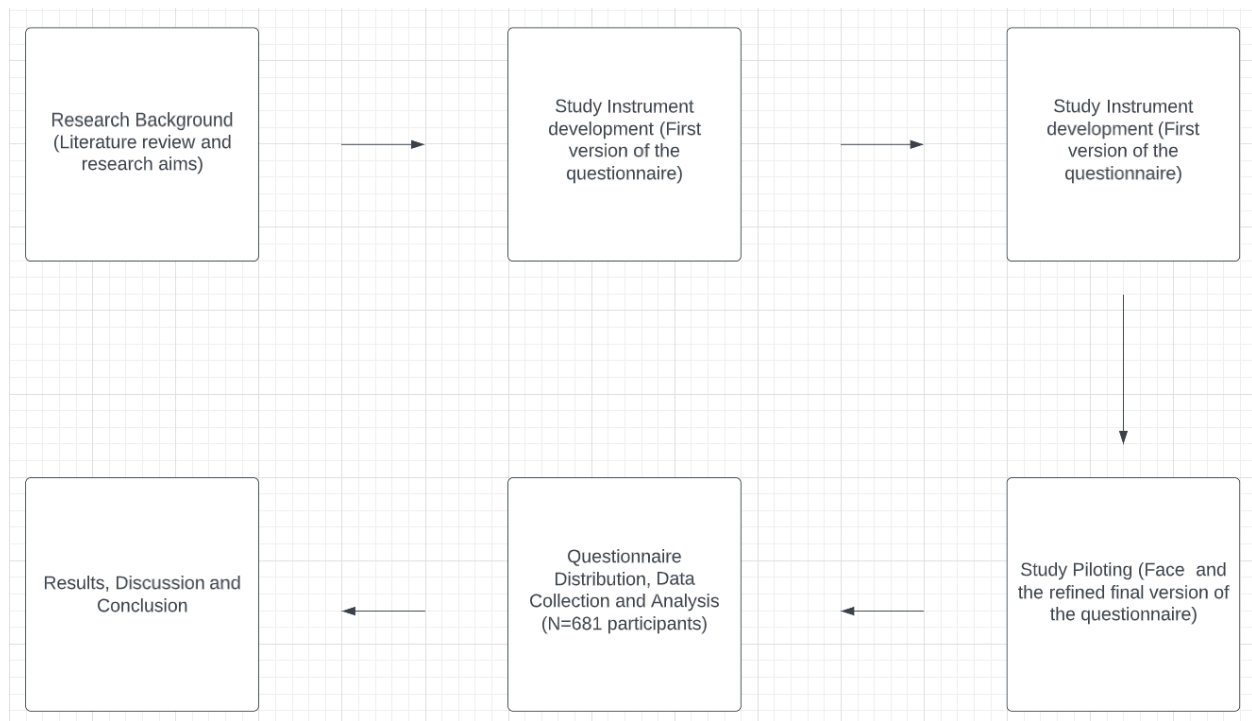 Research Background
(Literature review and
research aims)
Study Instrument
development (First
version of the
questionnaire)
Study Instrument
development (First
version of the
questionnaire)
Study Piloting (Face  and
the refined final version of
the questionnaire)
Questionnaire
Distribution, Data
Collection and Analysis
(N=681 participants)
Results, Discussion and
Conclusion